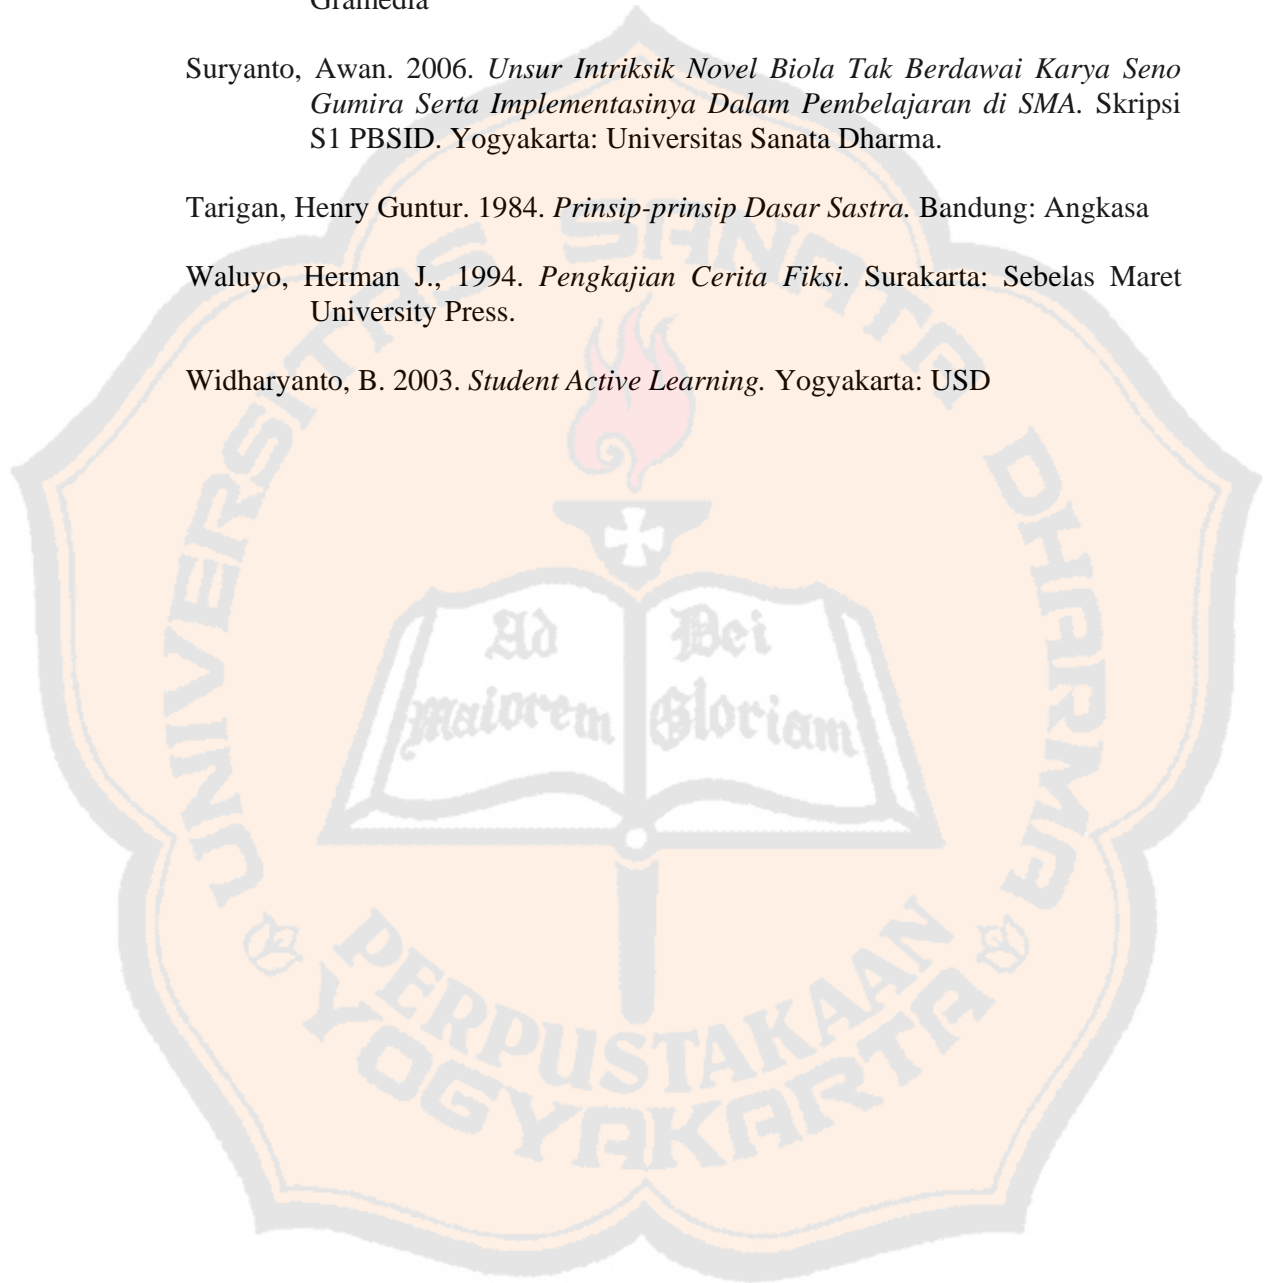 Gramedia
Suryanto, Awan. 2006. Unsur Intriksik Novel Biola Tak Berdawai Karya Seno
Gumira Serta Implementasinya Dalam Pembelajaran di SMA. Skripsi
S1 PBSID. Yogyakarta: Universitas Sanata Dharma.
Tarigan, Henry Guntur. 1984. Prinsip-prinsip Dasar Sastra. Bandung: Angkasa
Waluyo, Herman J., 1994. Pengkajian Cerita Fiksi. Surakarta: Sebelas Maret
University Press.
Widharyanto, B. 2003. Student Active Learning. Yogyakarta: USD
UNIVERSITAS SANATA DHARMA
Ad Dei
Maiorem Gloriam
PERPUSTAKAAN
YOGYAKARTA